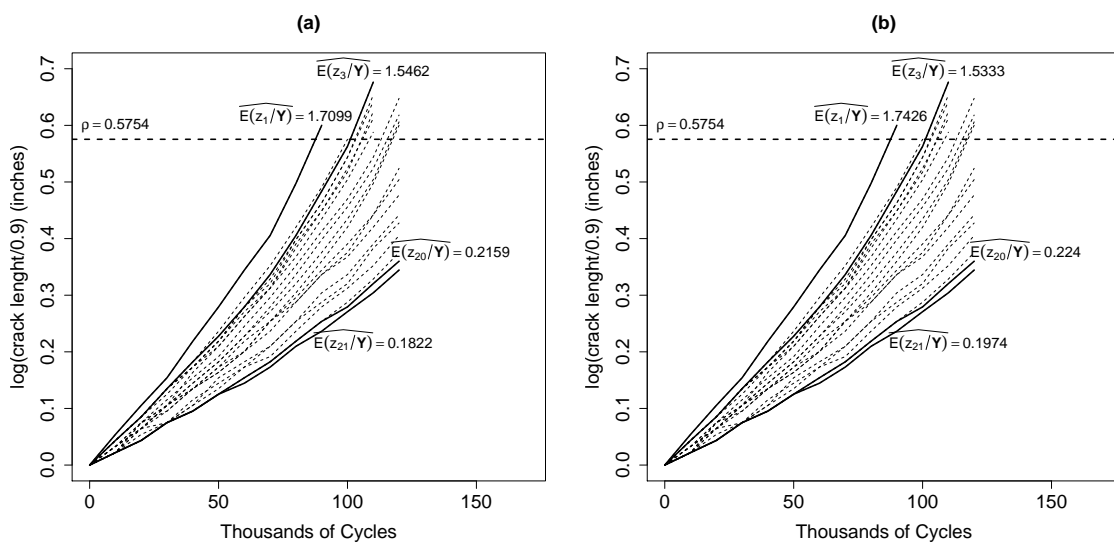 (a)
log(crack lenght/0.9) (inches)
0.7
0.6
0.5
0.4
0.3
0.2
0.1
0.0
ρ = 0.5754
E(z₃/Y) = 1.5462
E(z₁/Y) = 1.7099
E(z₂₀/Y) = 0.2159
E(z₂₁/Y) = 0.1822
0 50 100 150
Thousands of Cycles
(b)
log(crack lenght/0.9) (inches)
0.7
0.6
0.5
0.4
0.3
0.2
0.1
0.0
ρ = 0.5754
E(z₃/Y) = 1.5333
E(z₁/Y) = 1.7426
E(z₂₀/Y) = 0.224
E(z₂₁/Y) = 0.1974
0 50 100 150
Thousands of Cycles